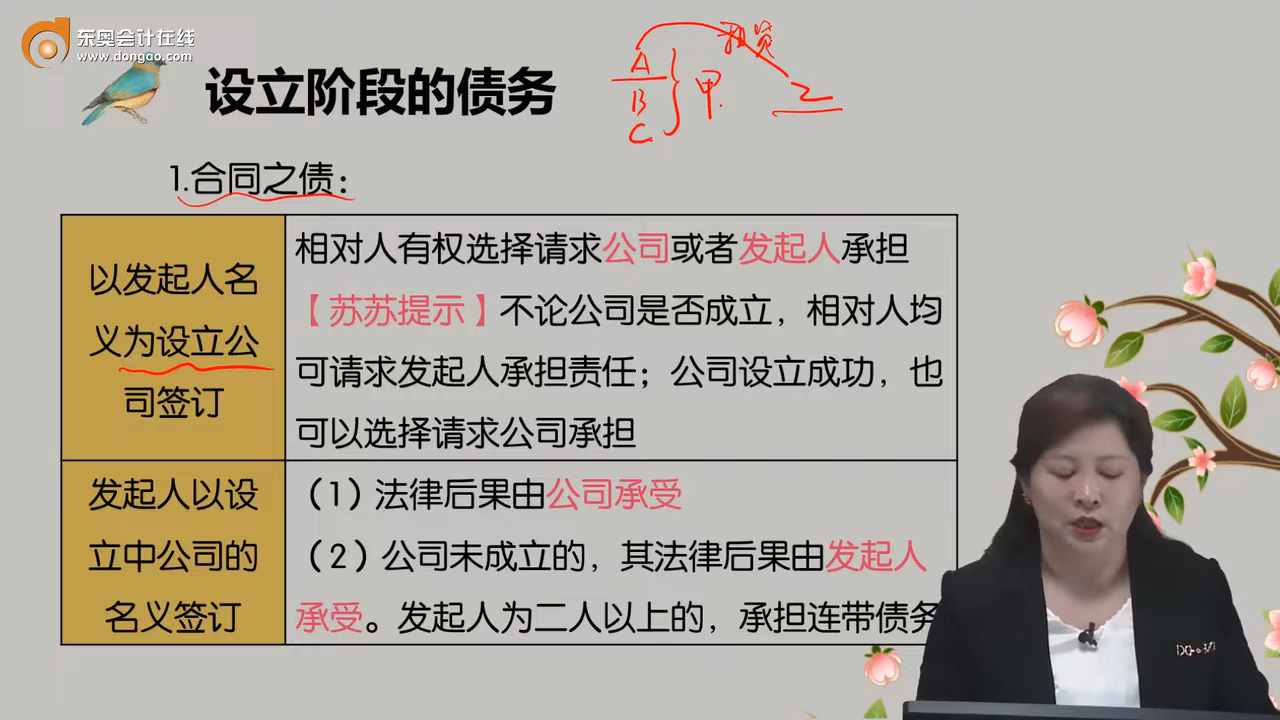 东奥会计在线
www.dongao.com
设立阶段的债务
A
B
C
甲
租赁
乙
1.合同之债：
以发起人名
义为设立公
司签订
相对人有权选择请求公司或者发起人承担
【苏苏提示】不论公司是否成立，相对人均
可请求发起人承担责任；公司设立成功，也
可以选择请求公司承担
发起人以设
立中公司的
名义签订
（1）法律后果由公司承受
（2）公司未成立的，其法律后果由发起人
承受。发起人为二人以上的，承担连带债务